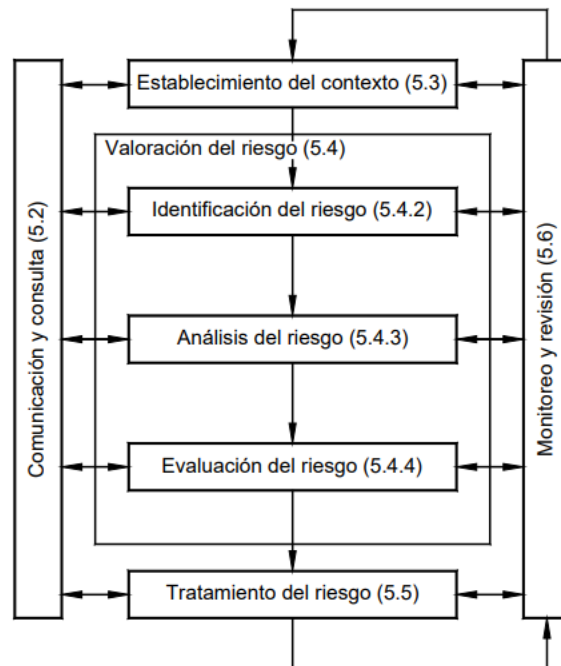 Establecimiento del contexto (5.3)
Valoración del riesgo (5.4)
Identificación del riesgo (5.4.2)
Análisis del riesgo (5.4.3)
Evaluación del riesgo (5.4.4)
Tratamiento del riesgo (5.5)
Comunicación y consulta (5.2)
Monitoreo y revisión (5.6)